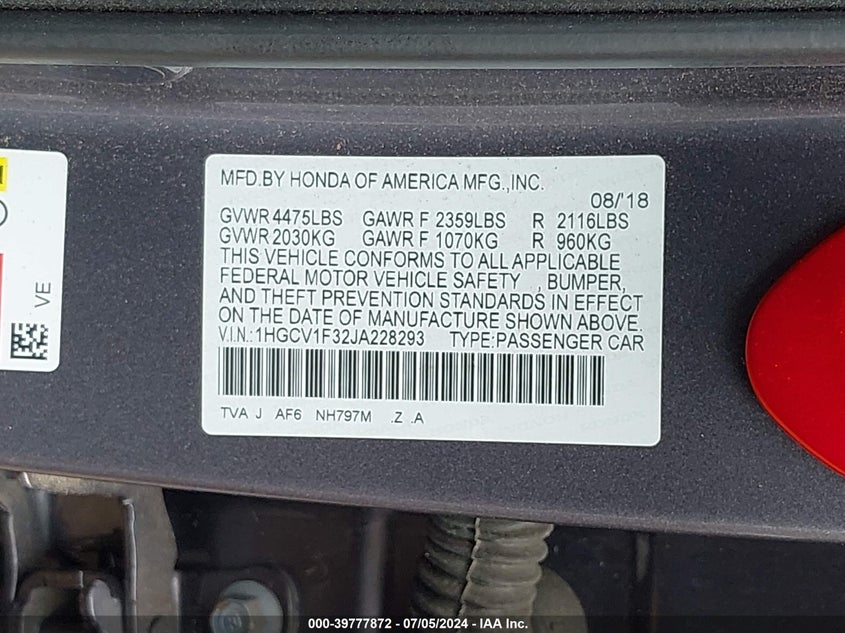 MFD.BY HONDA OF AMERICA MFG.,INC.
08/'18
GVWR 4475LBS GAWR F 2359LBS R 2116LBS
GVWR 2030KG GAWR F 1070KG R 960KG
THIS VEHICLE CONFORMS TO ALL APPLICABLE
FEDERAL MOTOR VEHICLE SAFETY , BUMPER,
AND THEFT PREVENTION STANDARDS IN EFFECT
ON THE DATE OF MANUFACTURE SHOWN ABOVE.
V.I.N.:1HGCV1F32JA228293 TYPE:PASSENGER CAR
TVA J AF6 NH797M .Z .A
VE
000-39777872 / 07/05/2024 - IAA Inc.